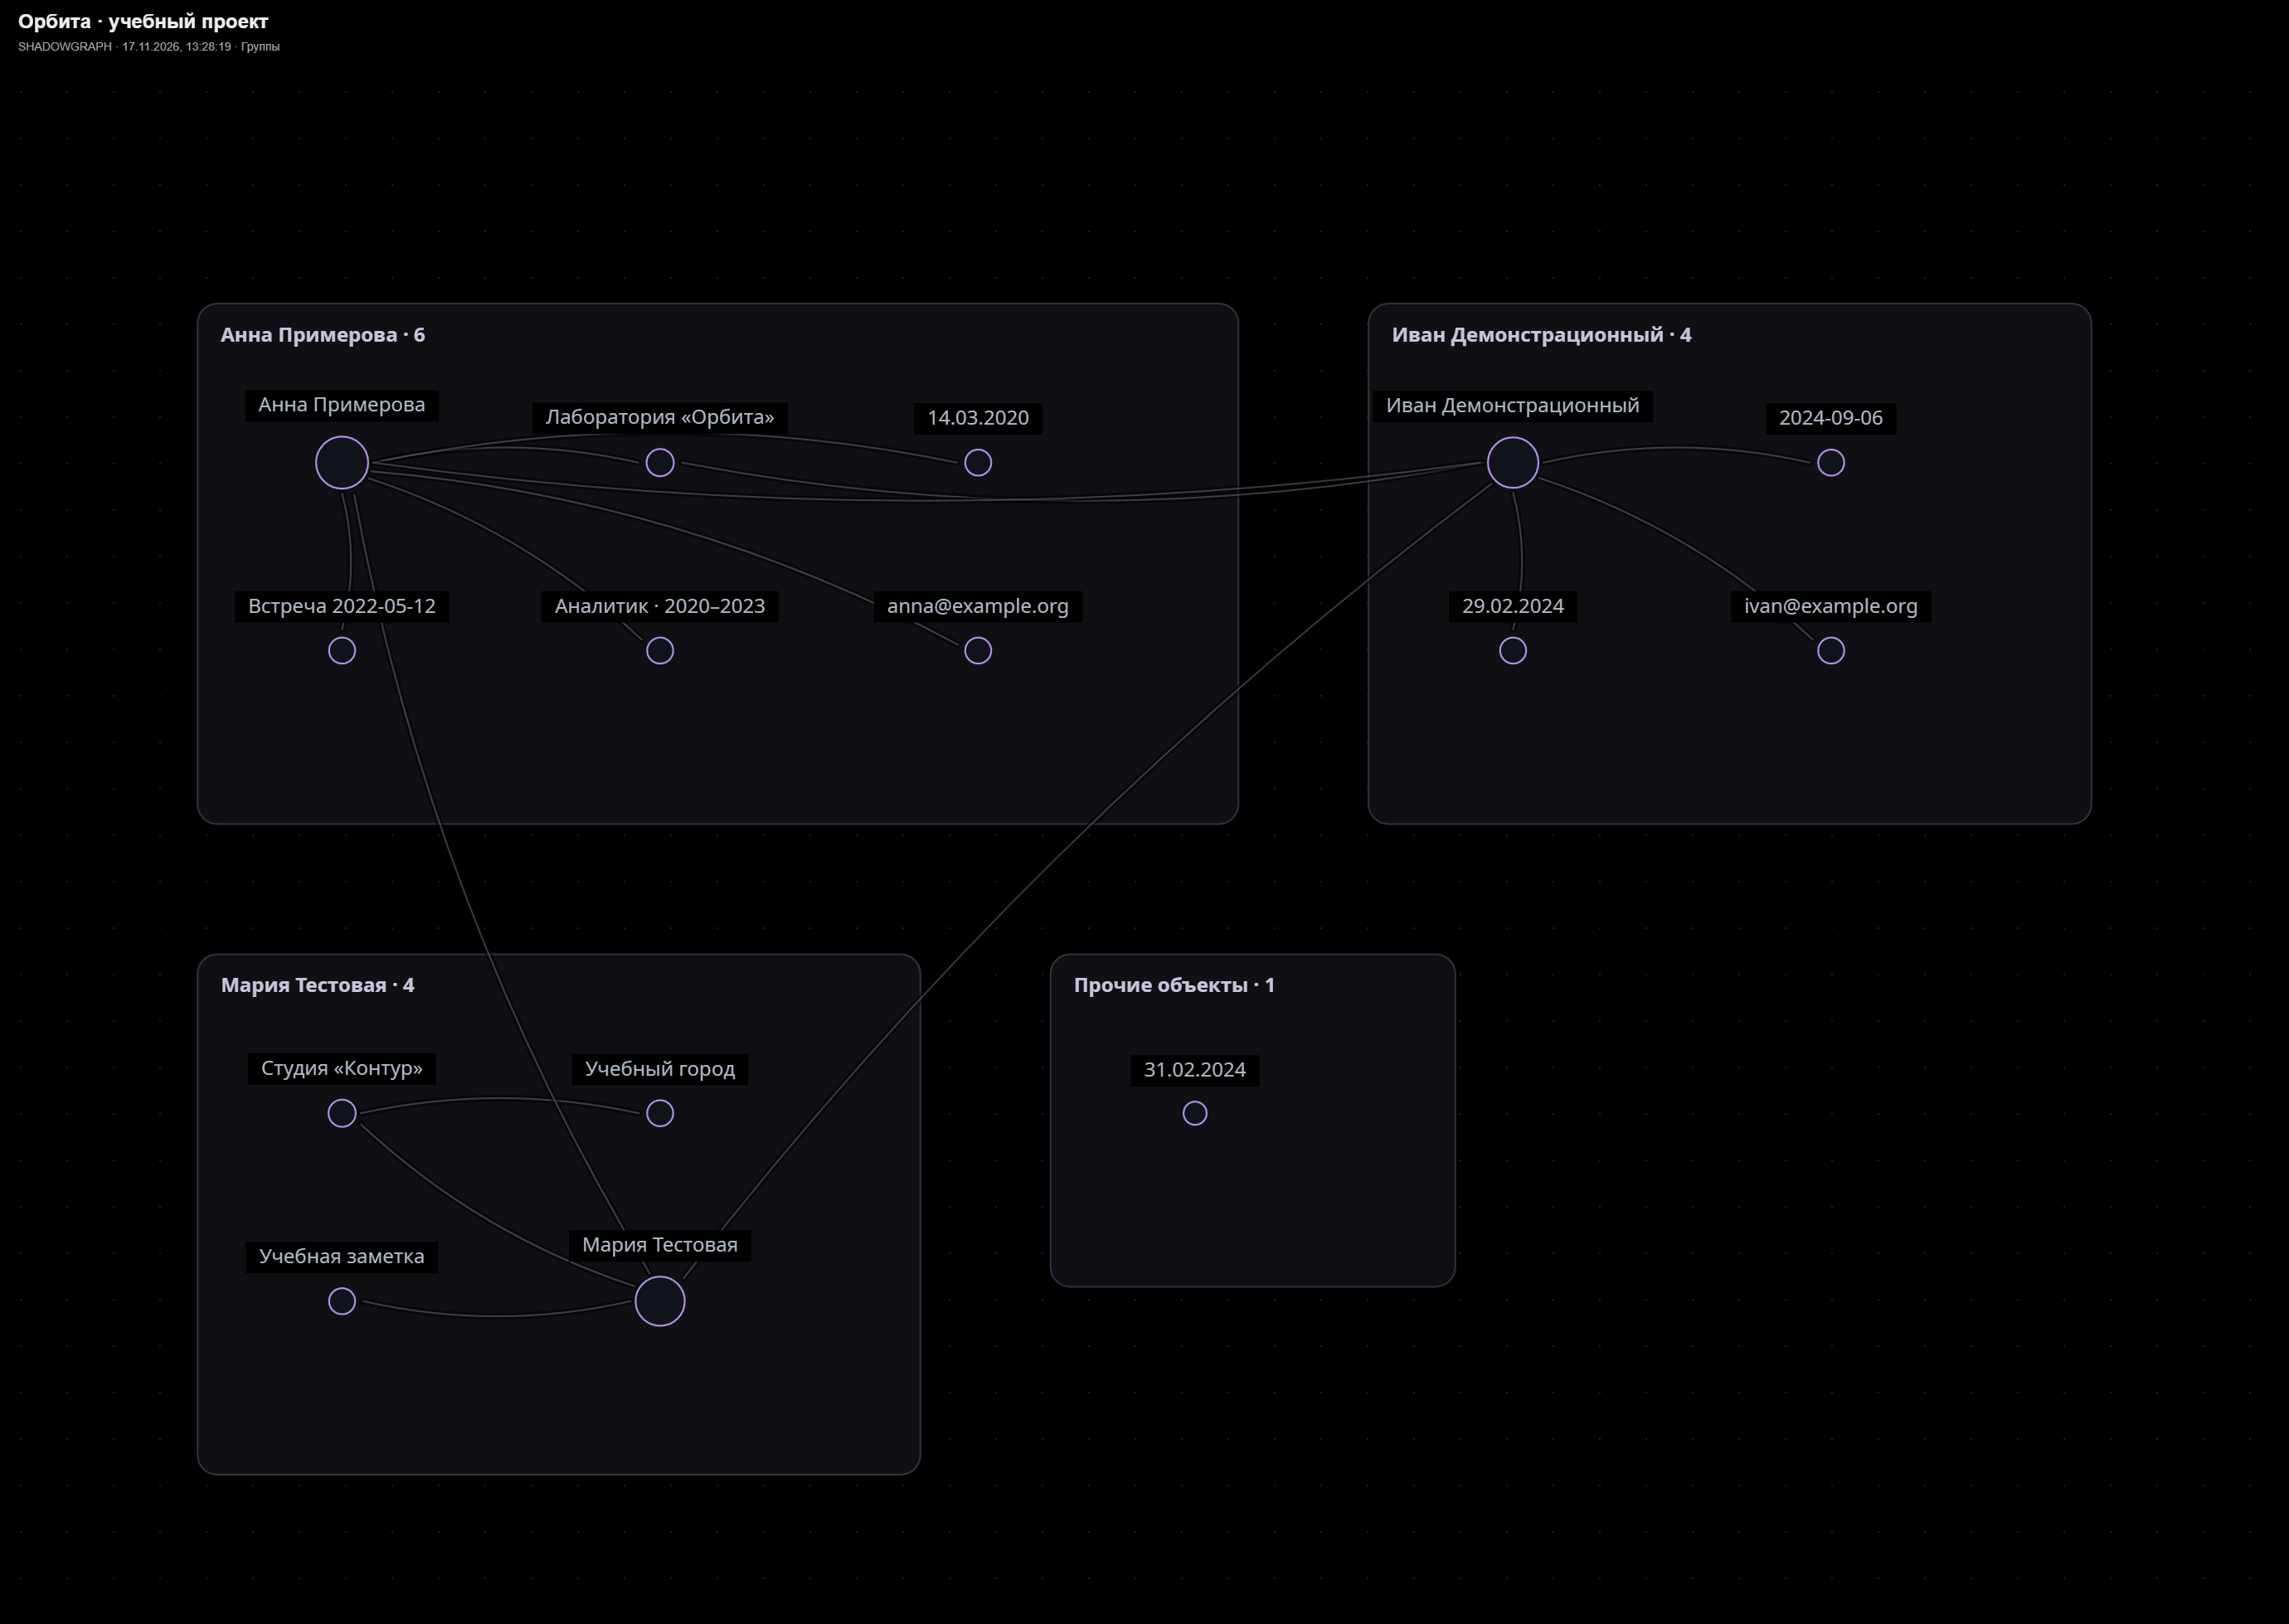 Орбита · учебный проект
SHADOWGRAPH · 17.11.2026, 13:28:19 · Группы
Анна Примерова · 6
Анна Примерова
Лаборатория «Орбита»
14.03.2020
Встреча 2022-05-12
Аналитик · 2020–2023
anna@example.org
Иван Демонстрационный · 4
Иван Демонстрационный
2024-09-06
29.02.2024
ivan@example.org
Мария Тестовая · 4
Студия «Контур»
Учебный город
Учебная заметка
Мария Тестовая
Прочие объекты · 1
31.02.2024